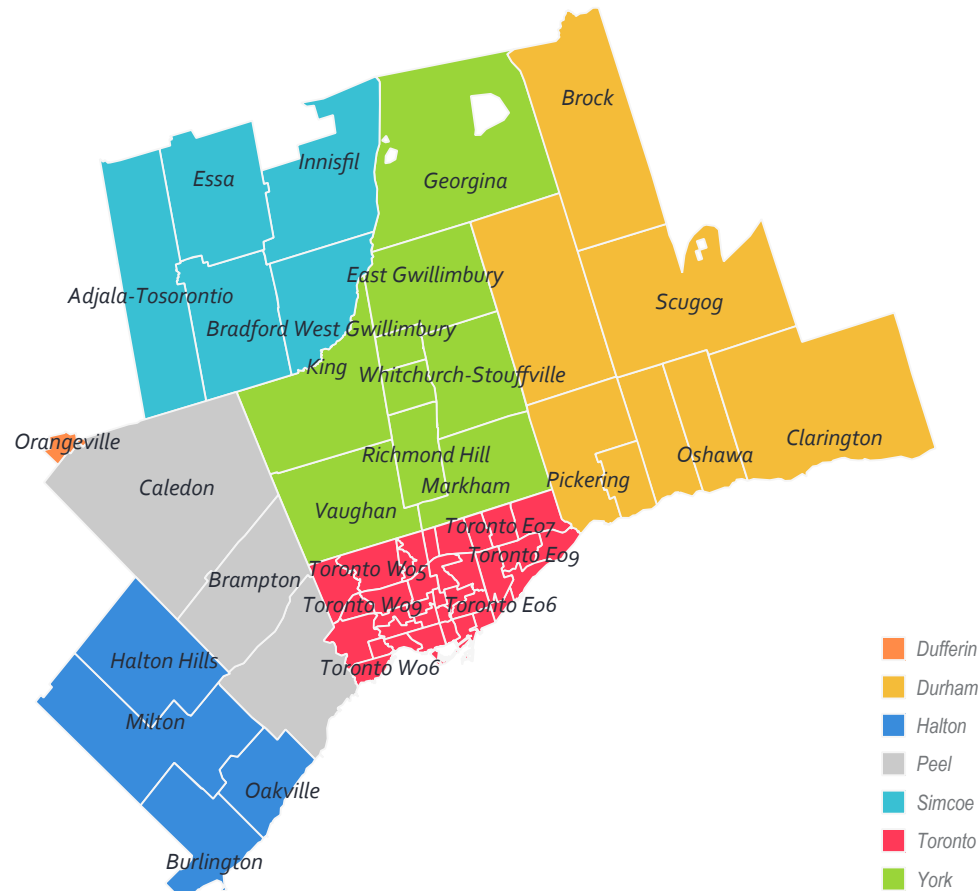 Brock
Innisfil
Essa
Georgina
East Gwillimbury
Adjala-Tosorontio
Scugog
Bradford West Gwillimbury
King
Whitchurch-Stouffville
Orangeville
Clarington
Richmond Hill
Oshawa
Caledon
Markham
Pickering
Vaughan
Toronto E07
Toronto E09
Toronto W05
Brampton
Toronto W09
Toronto E06
Halton Hills
Toronto W06
Milton
Oakville
Burlington
Dufferin
Durham
Halton
Peel
Simcoe
Toronto
York